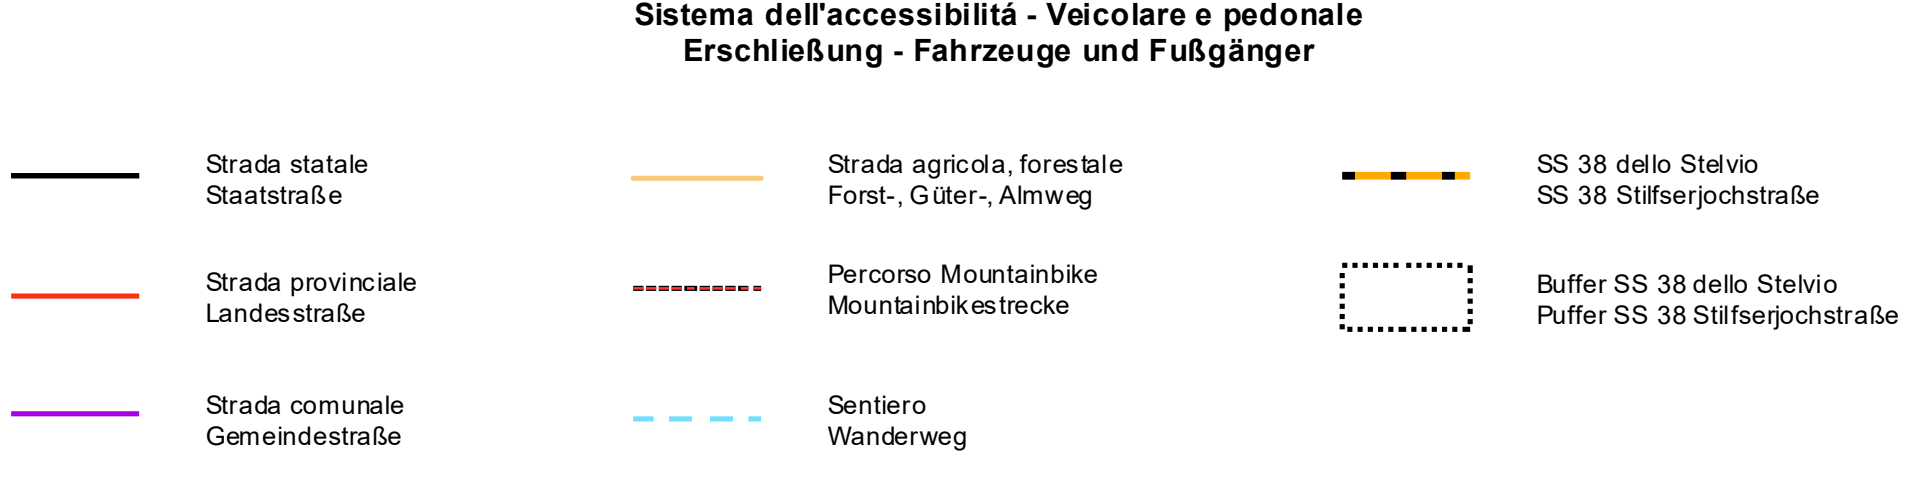 Sistema dell'accessibilitá - Veicolare e pedonale
Erschließung - Fahrzeuge und Fußgänger
Strada statale
Staatstraße
Strada provinciale
Landesstraße
Strada comunale
Gemeindestraße
Strada agricola, forestale
Forst-, Güter-, Almweg
Percorso Mountainbike
Mountainbikestrecke
Sentiero
Wanderweg
SS 38 dello Stelvio
SS 38 Stilfserjochstraße
Buffer SS 38 dello Stelvio
Puffer SS 38 Stilfserjochstraße